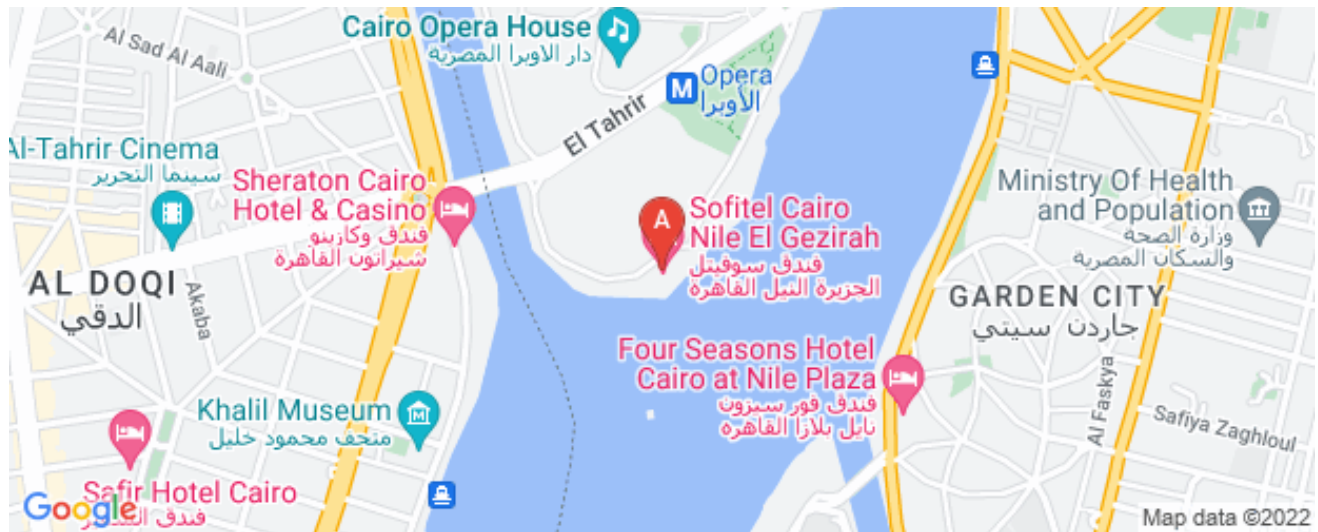 Cairo Opera House
دار الاوبرا المصرية
Al Sad Al Aali
Opera
الأوبرا
M
El Tahrir
Al-Tahrir Cinema
سينما التحرير
Sheraton Cairo
Hotel & Casino
فندق وكازينو
شيراتون القاهرة
A
Sofitel Cairo
Nile El Gezirah
فندق سوفيتل
الجزيرة النيل القاهرة
Ministry Of Health
and Population
وزارة الصحة
والسكان المصرية
AL DOQI
الدقي
Akaba
GARDEN CITY
جاردن سيتي
Four Seasons Hotel
Cairo at Nile Plaza
فندق فور سيزون
نايل بلازا القاهره
Khalil Museum
متحف محمود خليل
M
Al Faskya
Safiya Zaghloul
Safir Hotel Cairo
فندق
Google
Map data ©2022